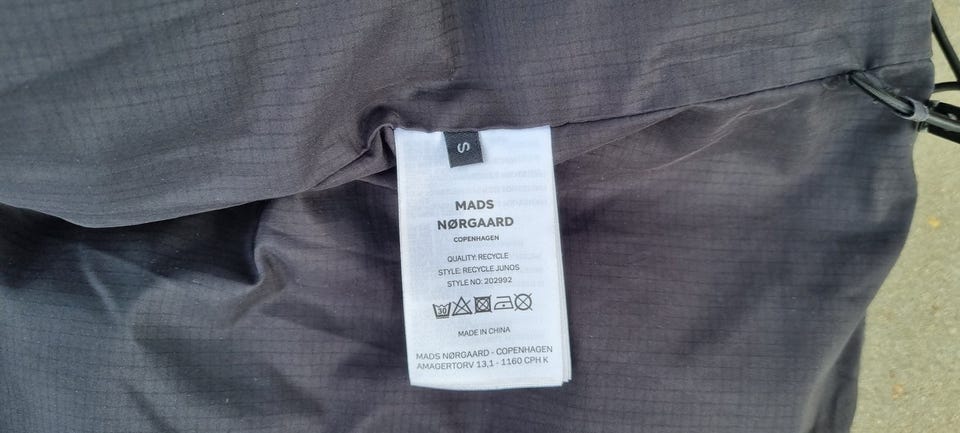 S
MADS
NØRGAARD
COPENHAGEN
QUALITY: RECYCLE
STYLE: RECYCLE JUNOS
STYLE NO: 202992
30
MADE IN CHINA
MADS NØRGAARD - COPENHAGEN
AMAGERTORV 13,1 - 1160 CPH K